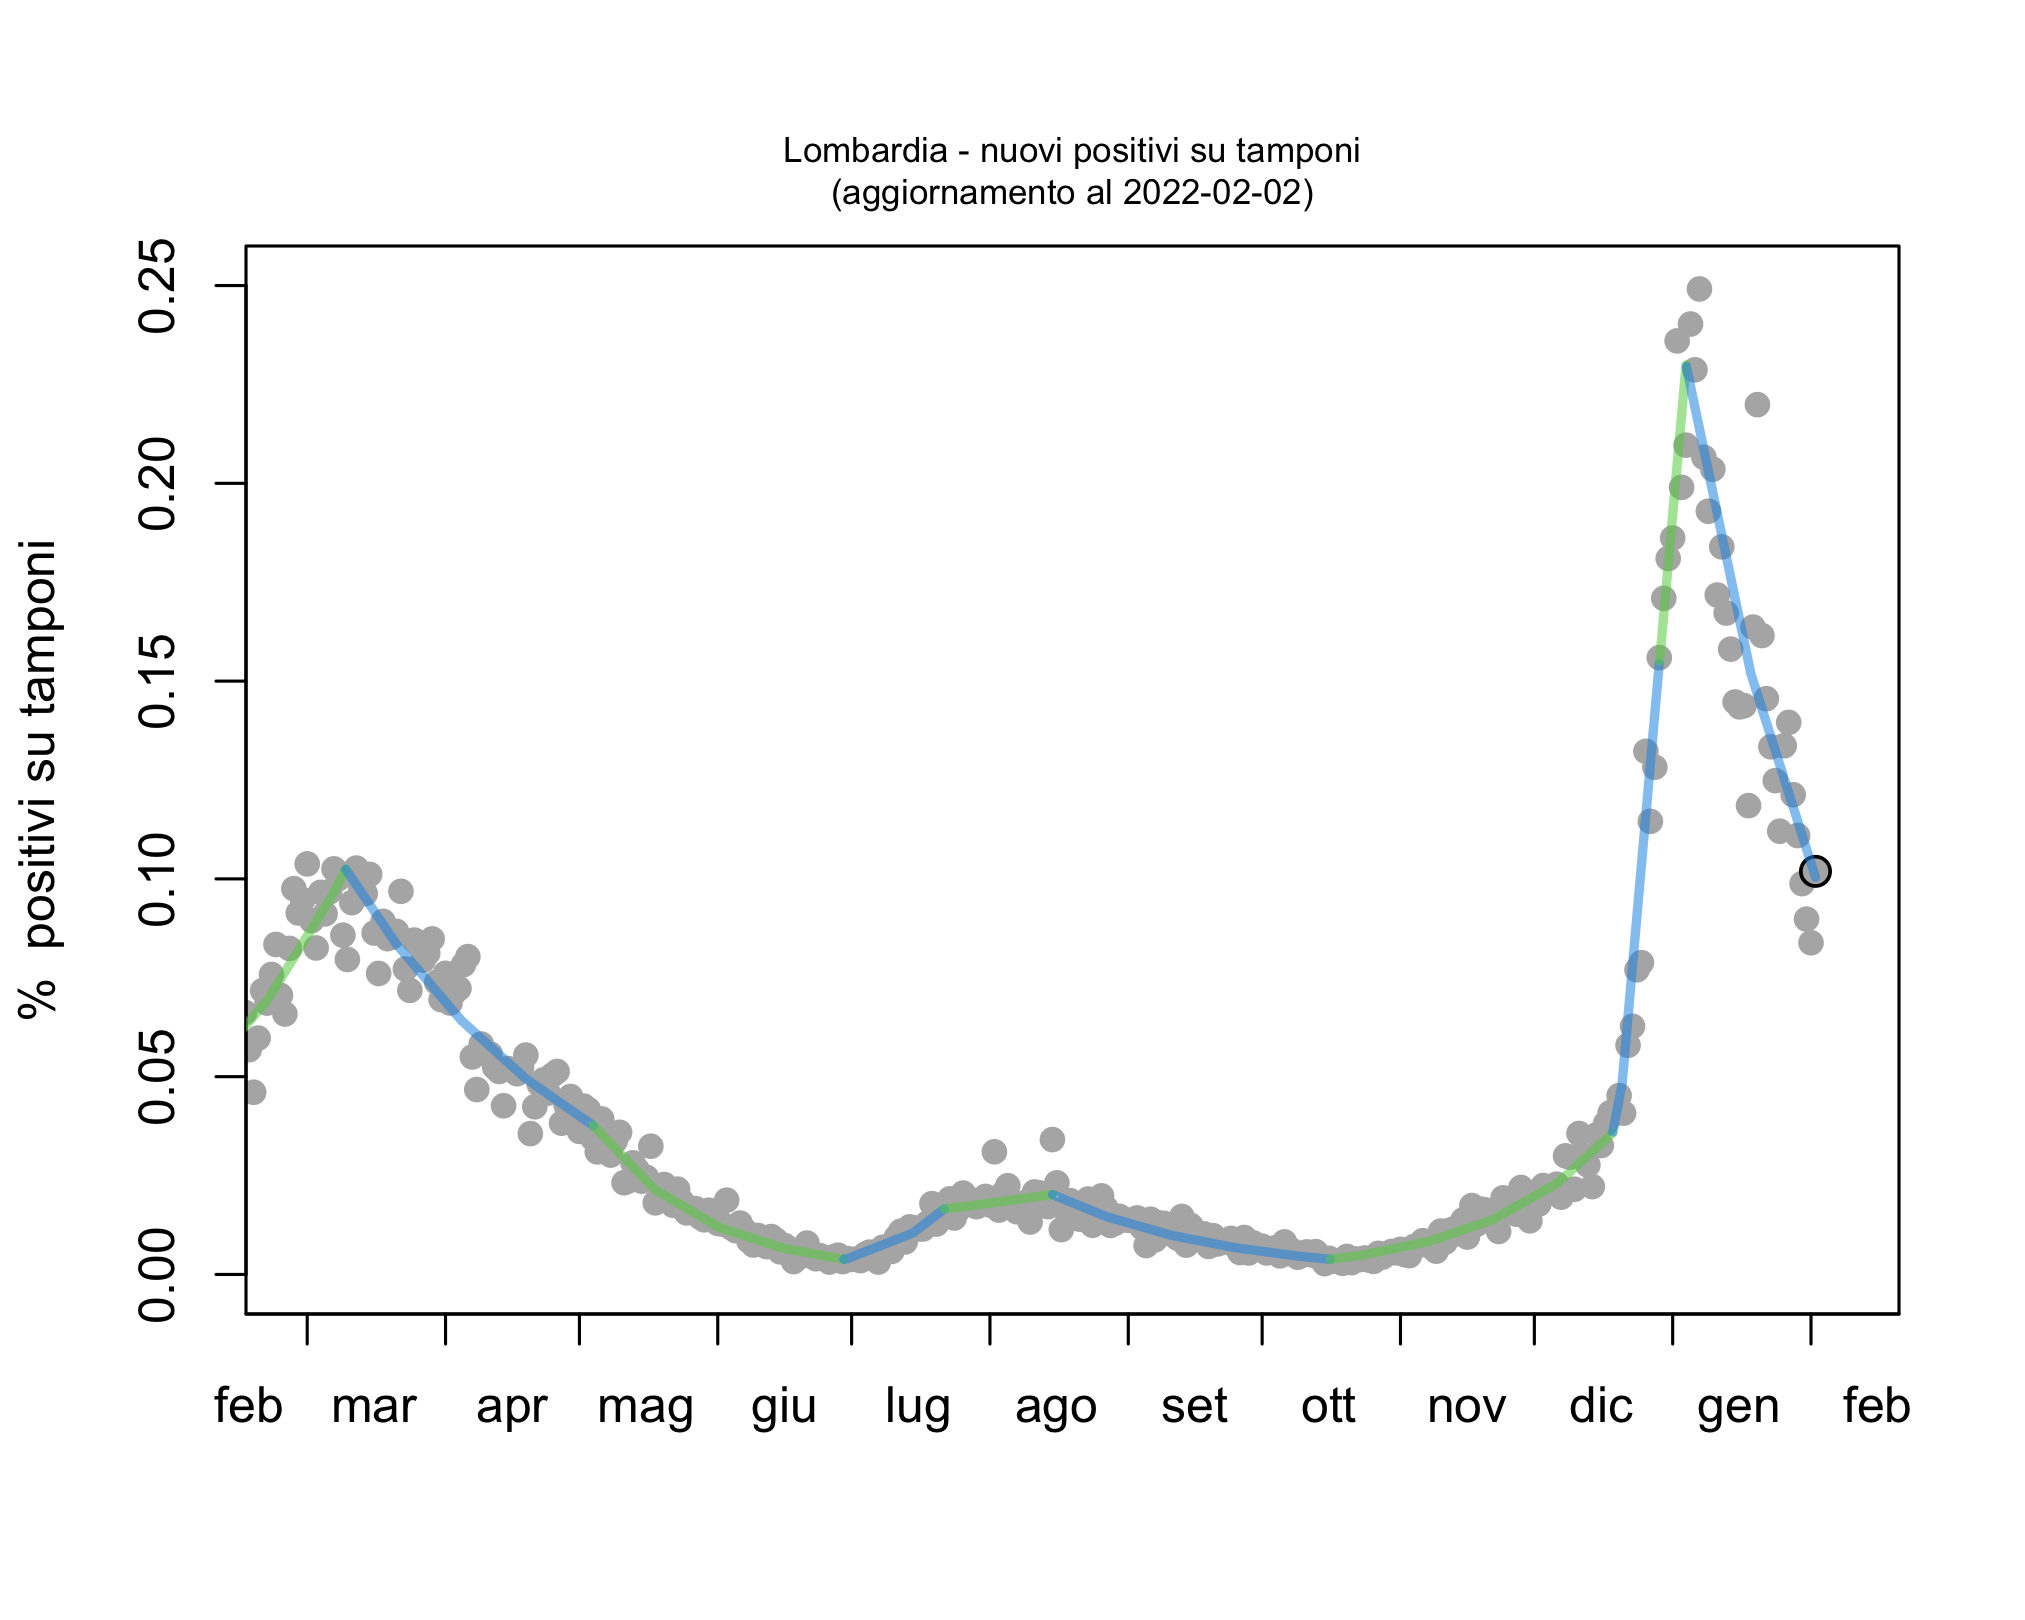 Lombardia - nuovi positivi su tamponi
(aggiornamento al 2022-02-02)
% positivi su tamponi
0.25
0.20
0.15
0.10
0.05
0.00
feb mar apr mag giu lug ago set ott nov dic gen feb